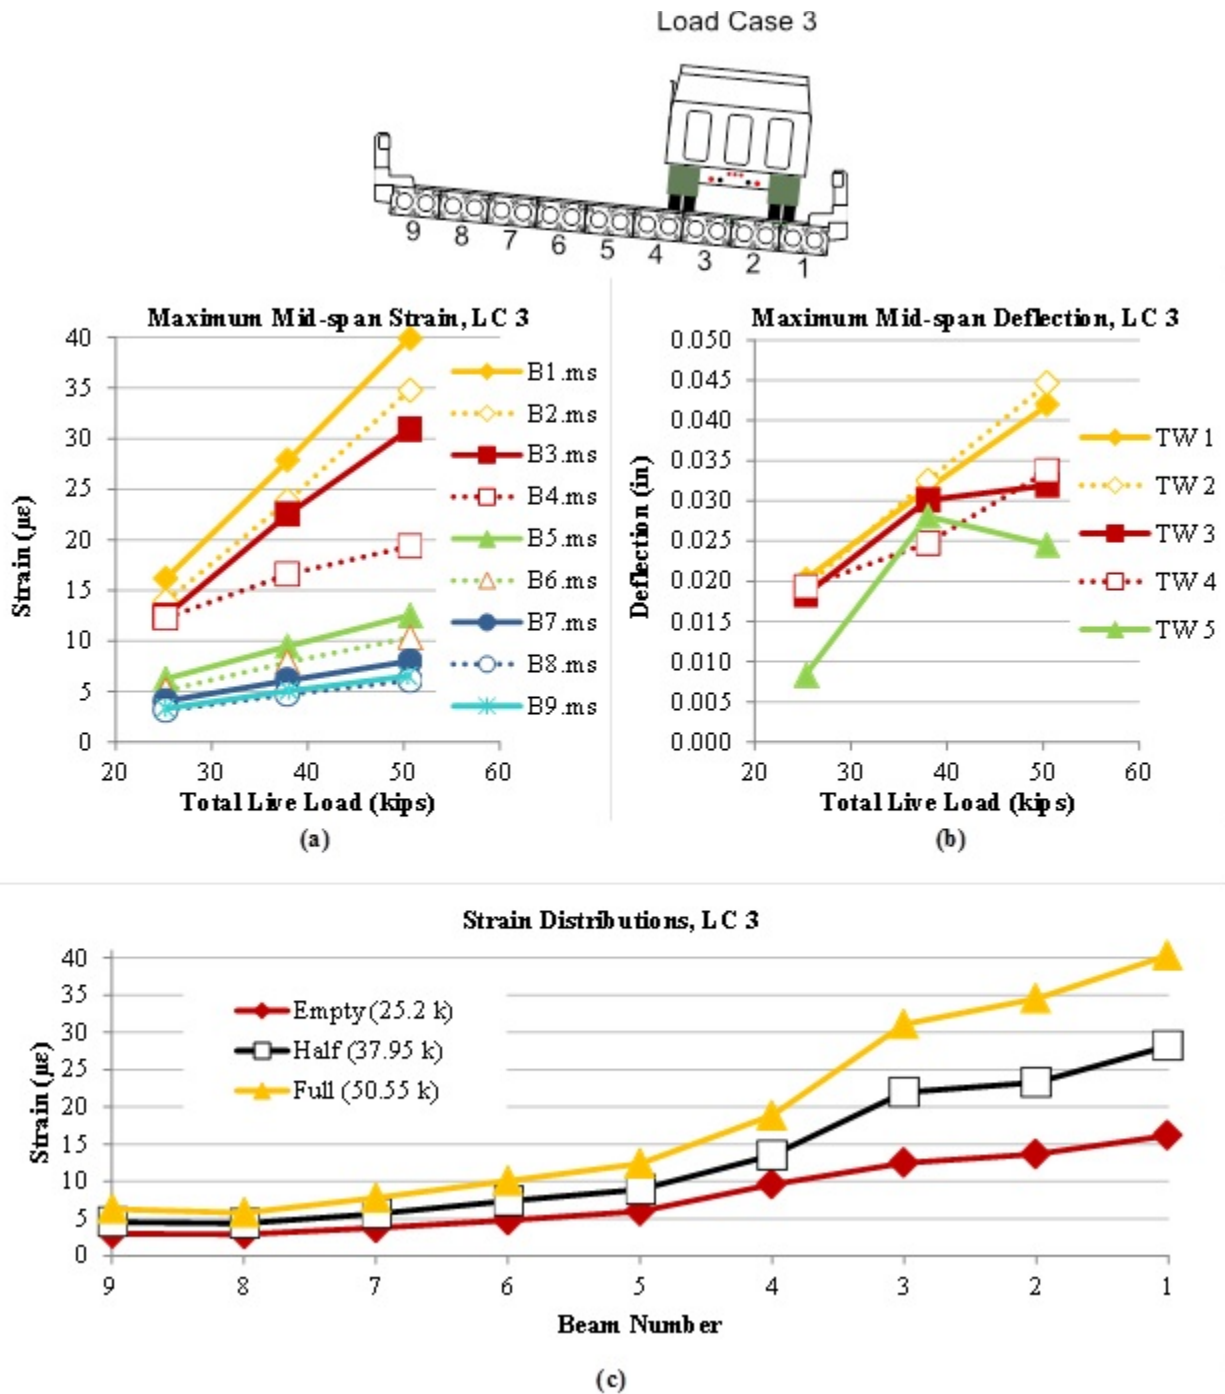 Load Case 3
9 8 7 6 5 4 3 2 1
Maximum Mid-span Strain, LC 3
40
35
30
25
20
15
10
5
0
Strain (με)
20 30 40 50 60
Total Live Load (kips)
B1.ms
B2.ms
B3.ms
B4.ms
B5.ms
B6.ms
B7.ms
B8.ms
B9.ms
(a)
Maximum Mid-span Deflection, LC 3
0.050
0.045
0.040
0.035
0.030
0.025
0.020
0.015
0.010
0.005
0.000
Deflection (in)
20 30 40 50 60
Total Live Load (kips)
TW 1
TW 2
TW 3
TW 4
TW 5
(b)
Strain Distributions, LC 3
40
35
30
25
20
15
10
5
0
Strain (με)
Empty (25.2 k)
Half (37.95 k)
Full (50.55 k)
9 8 7 6 5 4 3 2 1
Beam Number
(c)